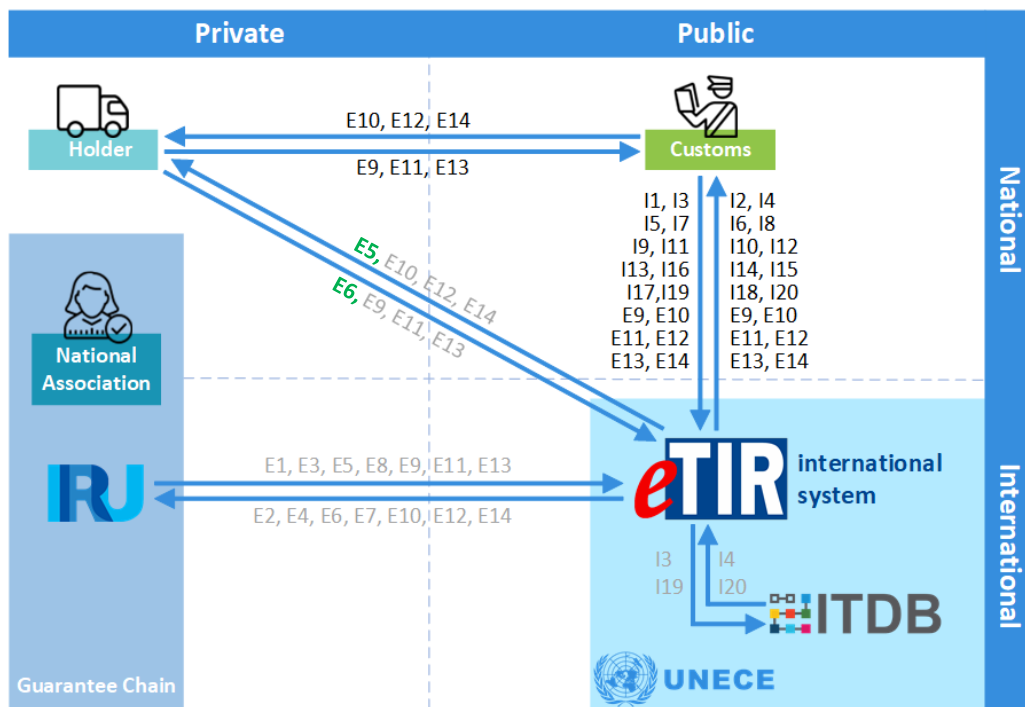 Private
Public
National
International
Holder
E10, E12, E14
E9, E11, E13
Customs
I1, I3
I5, I7
I9, I11
I13, I16
I17,I19
E9, E10
E11, E12
E13, E14
I2, I4
I6, I8
I10, I12
I14, I15
I18, I20
E9, E10
E11, E12
E13, E14
E5, E10, E12, E14
E6, E9, E11, E13
National
Association
IRU
Guarantee Chain
E1, E3, E5, E8, E9, E11, E13
E2, E4, E6, E7, E10, E12, E14
eTIR
international
system
I3
I19
I4
I20
ITDB
UNECE